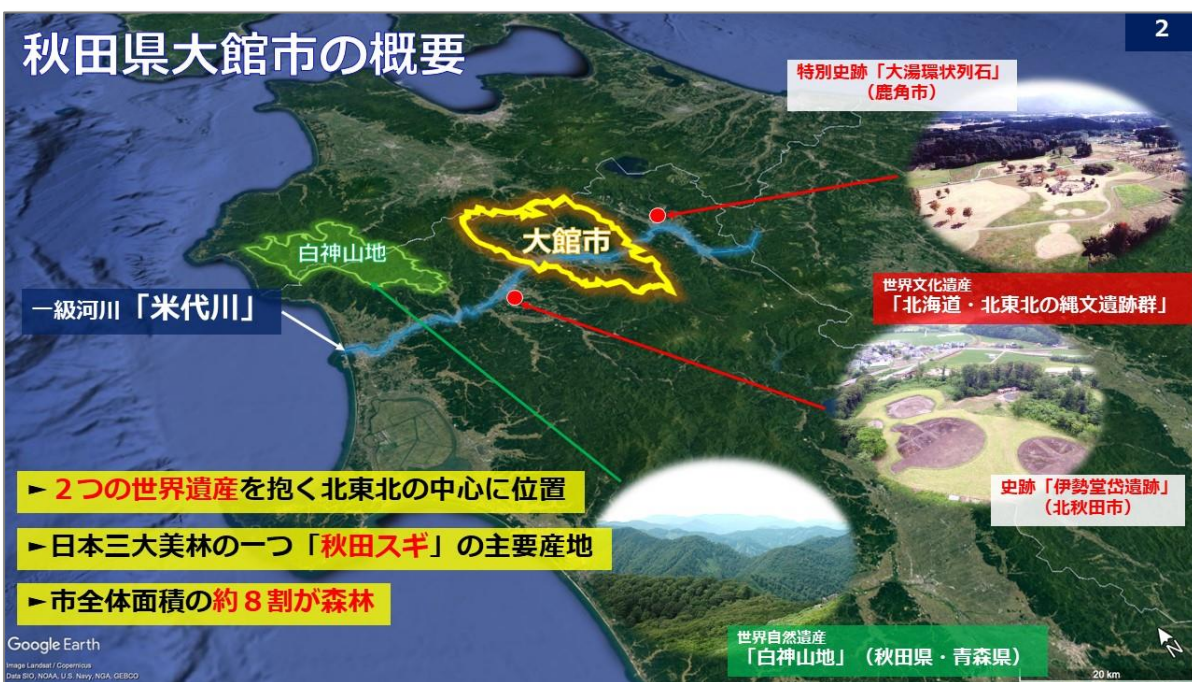 2
秋田県大館市の概要
特別史跡「大湯環状列石」
（鹿角市）
大館市
白神山地
世界文化遺産
「北海道・北東北の縄文遺跡群」
一級河川「米代川」
►２つの世界遺産を抱く北東北の中心に位置
史跡「伊勢堂岱遺跡」
（北秋田市）
►日本三大美林の一つ「秋田スギ」の主要産地
►市全体面積の約８割が森林
世界自然遺産
「白神山地」（秋田県・青森県）
Google Earth
Image Landsat / Copernicus
Data SIO, NOAA, U.S. Navy, NGA, GEBCO
N
20 km